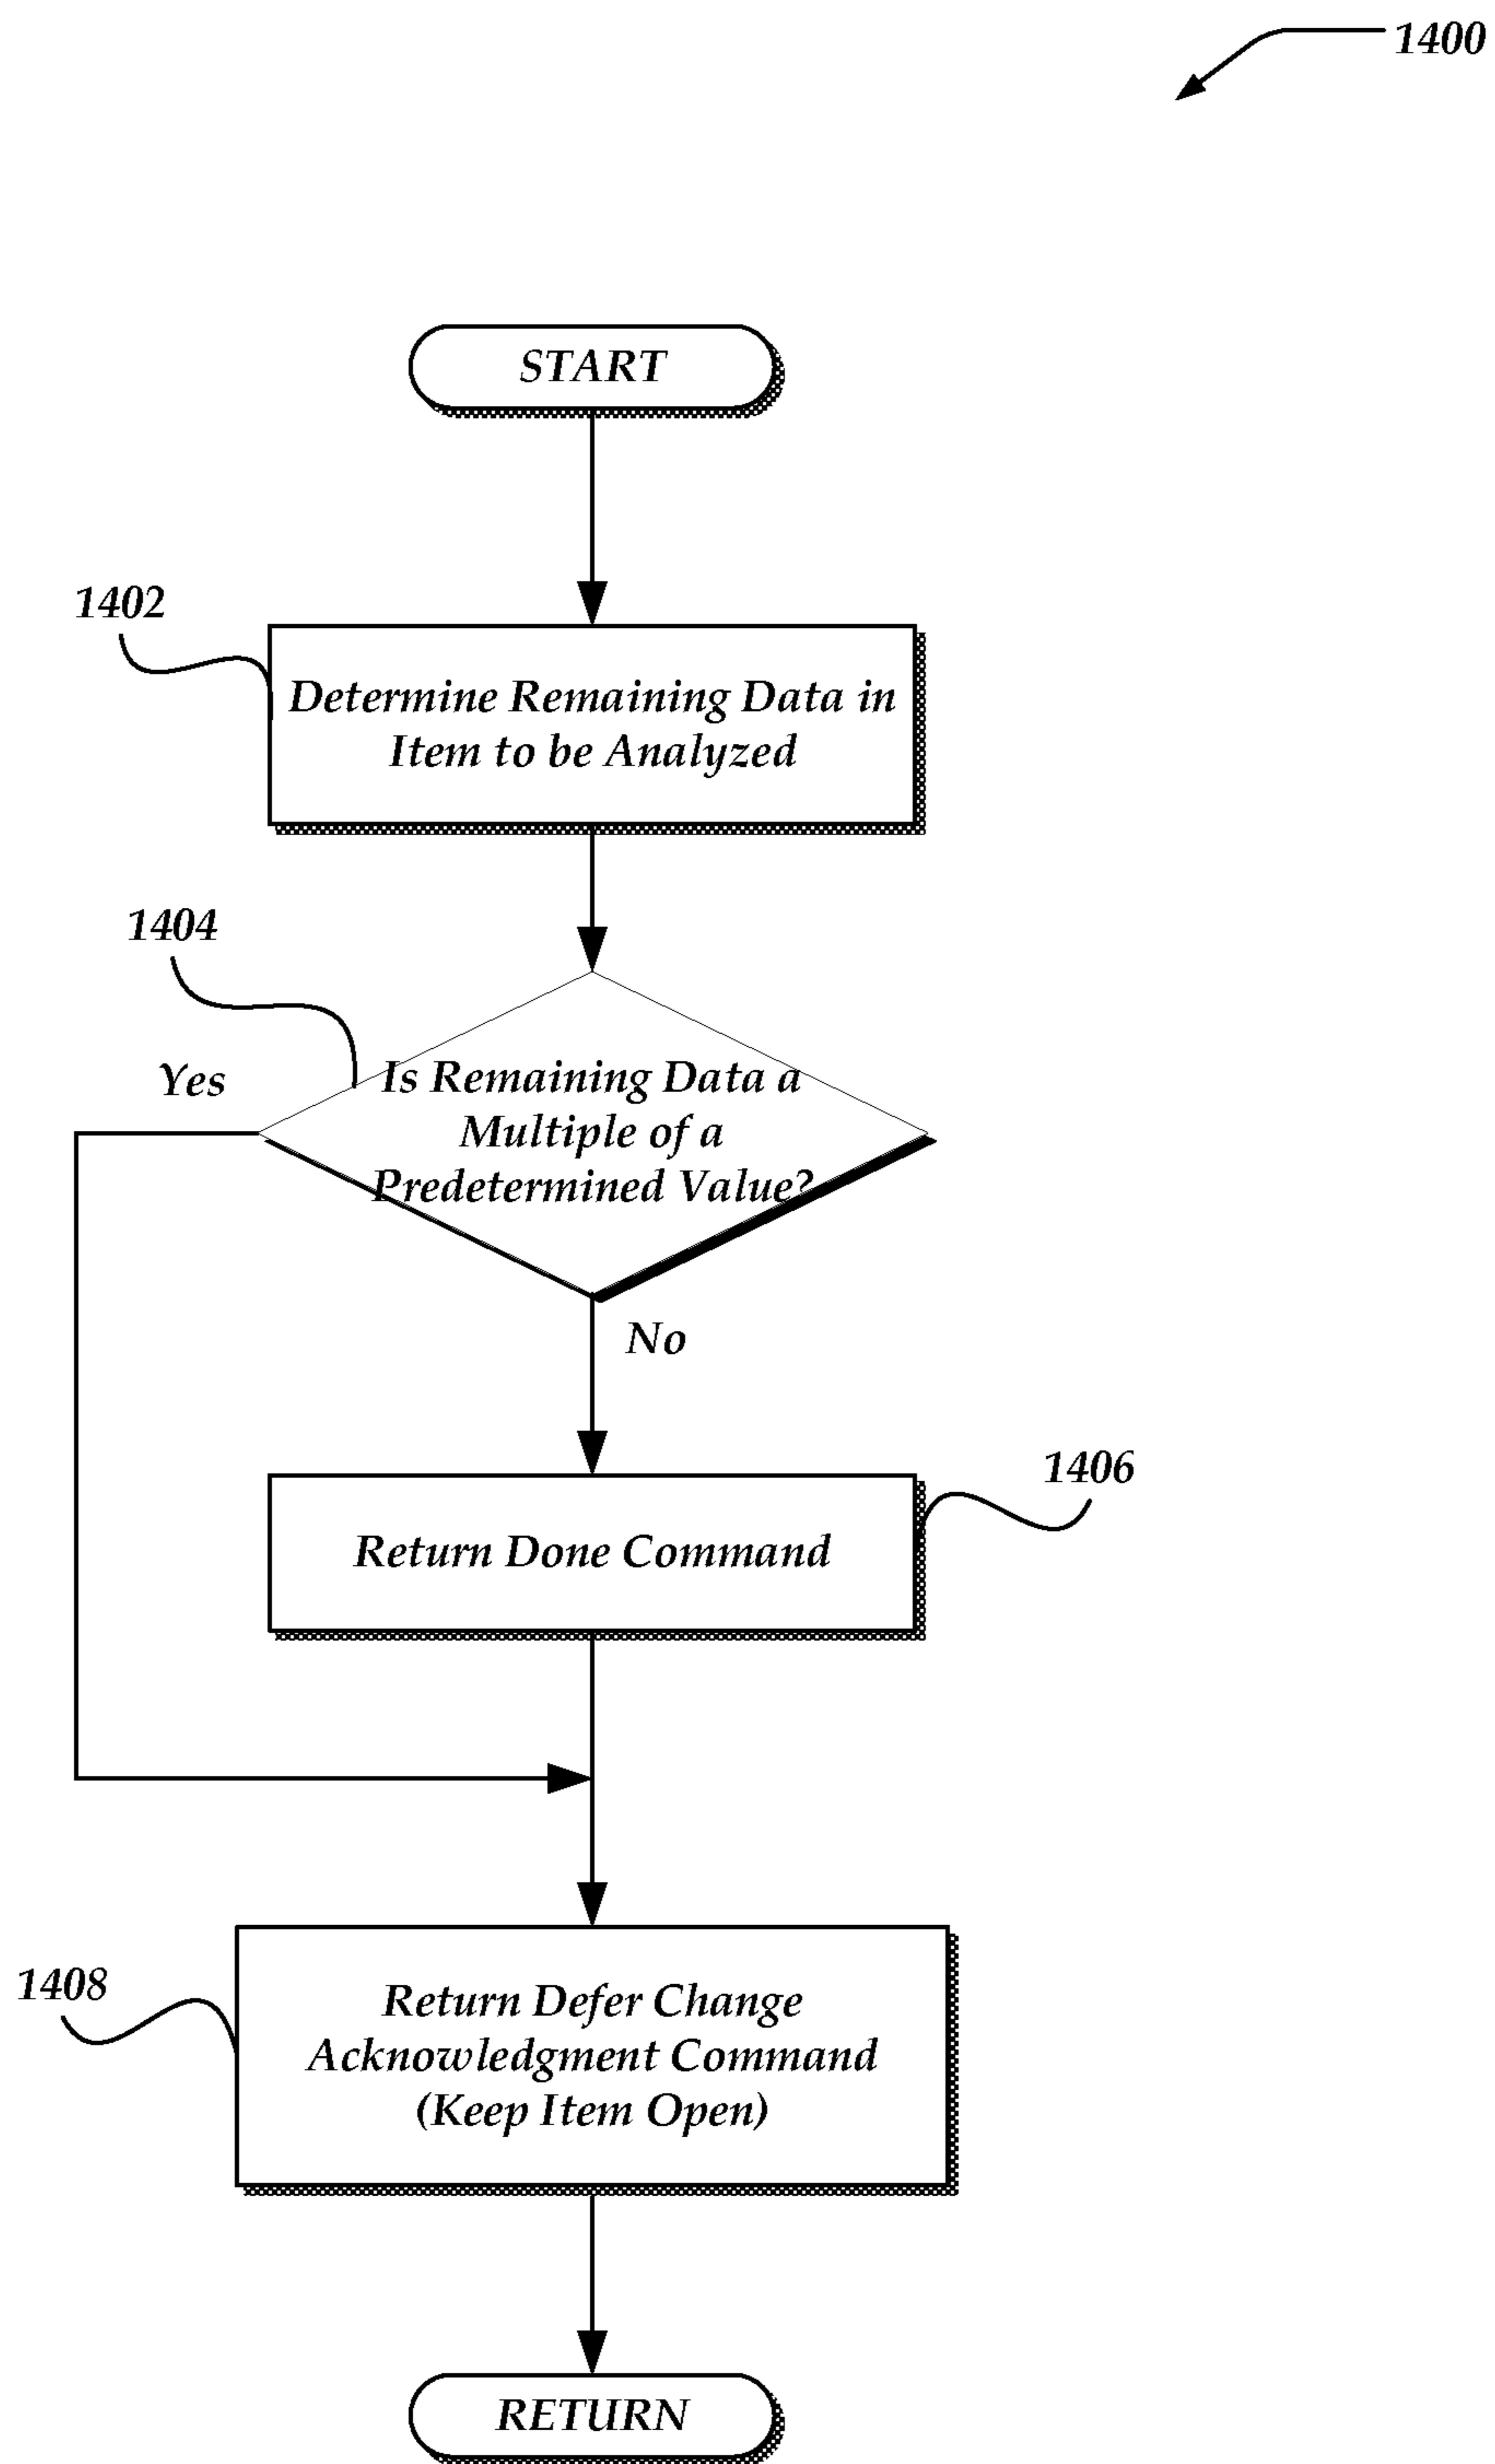 1400
START
1402
Determine Remaining Data in
Item to be Analyzed
1404
Yes
Is Remaining Data a
Multiple of a
Predetermined Value?
No
1406
Return Done Command
1408
Return Defer Change
Acknowledgment Command
(Keep Item Open)
RETURN